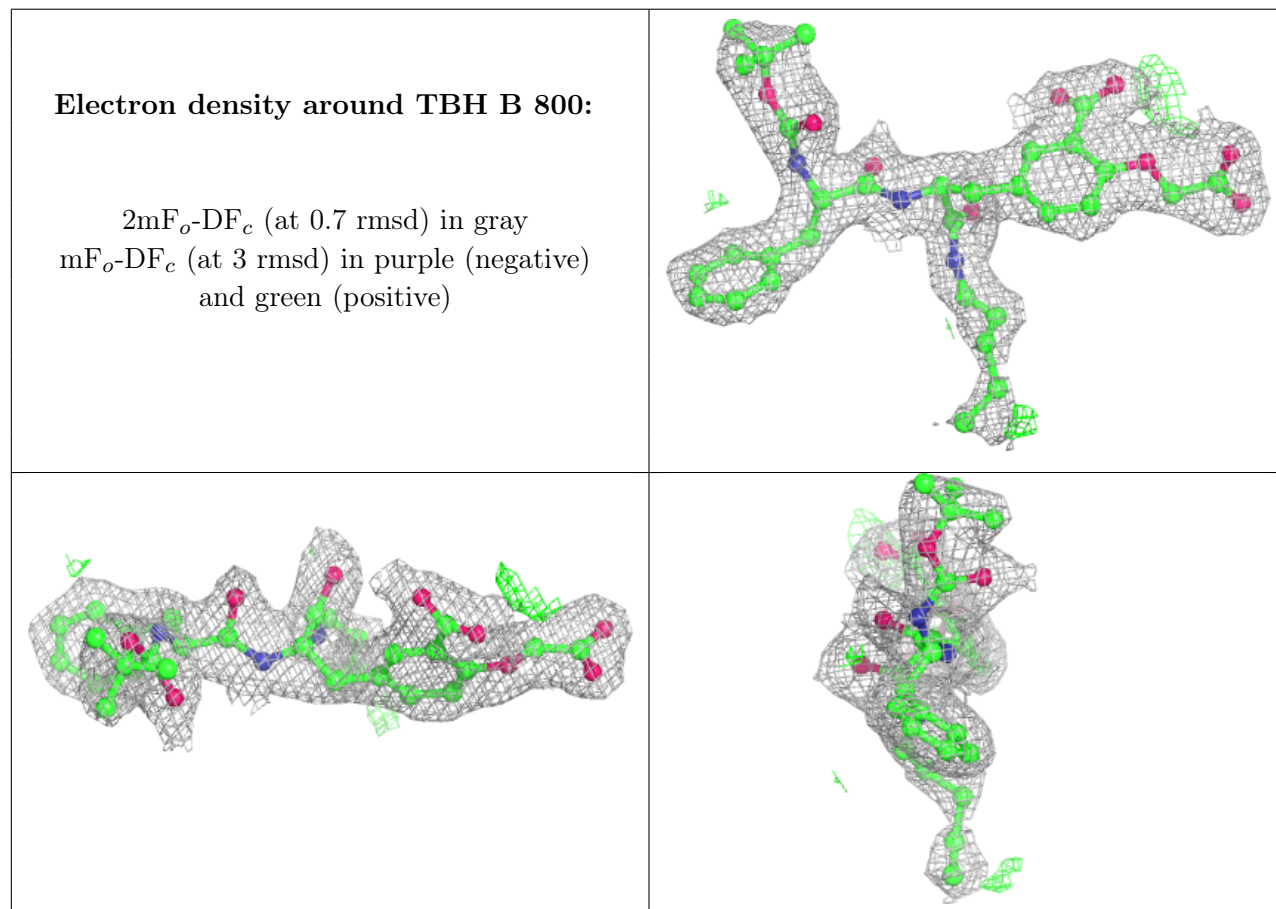 Electron density around TBH B 800:
2mFo-DFc (at 0.7 rmsd) in gray
mFo-DFc (at 3 rmsd) in purple (negative)
and green (positive)